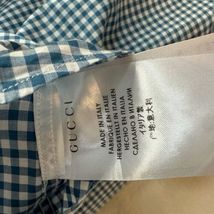 GUCCI
MADE IN ITALY
FABRIQUÉ EN ITALIE
HERGESTELLT IN ITALIEN
HECHO EN ITALIA
СДЕЛАНО В ИТАЛИИ
イタリア製
产地:意大利